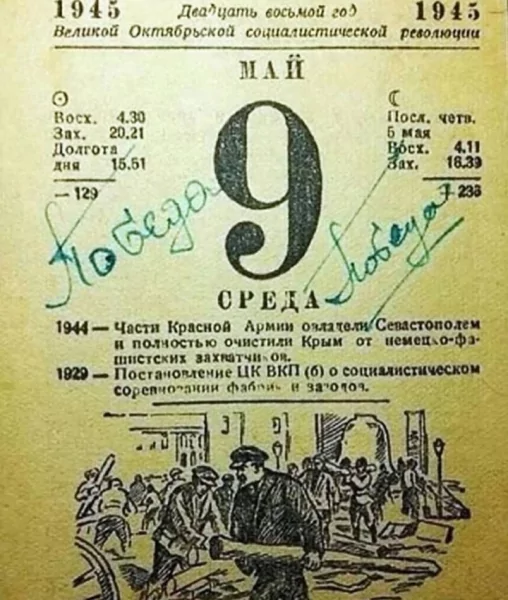 1945 Двадцать восьмой год 1945
Великой Октябрьской социалистической революции
МАЙ
Восх. 4.30
Зах. 20.21
Долгота
дня 15.51
—129
9
Посл. четв.
5 мая
Восх. 4.11
Зах. 16.39
+236
Победа
Победа
СРЕДА
1944 — Части Красной Армии овладели Севастополем
и полностью очистили Крым от немецко-фа-
шистских захватчиков.
1929 — Постановление ЦК ВКП (б) о социалистическом
соревновании фабрик и заводов.